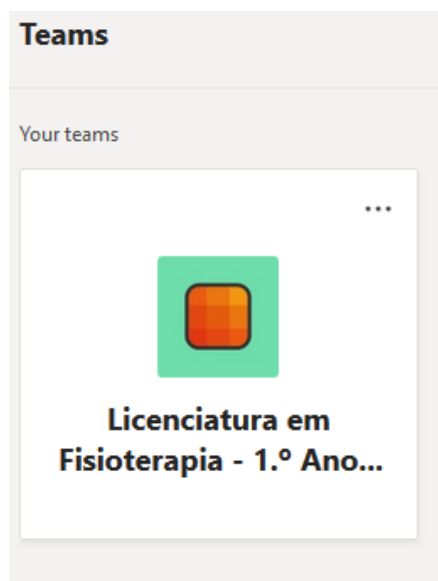 Teams
Your teams
...
Licenciatura em
Fisioterapia - 1.º Ano...